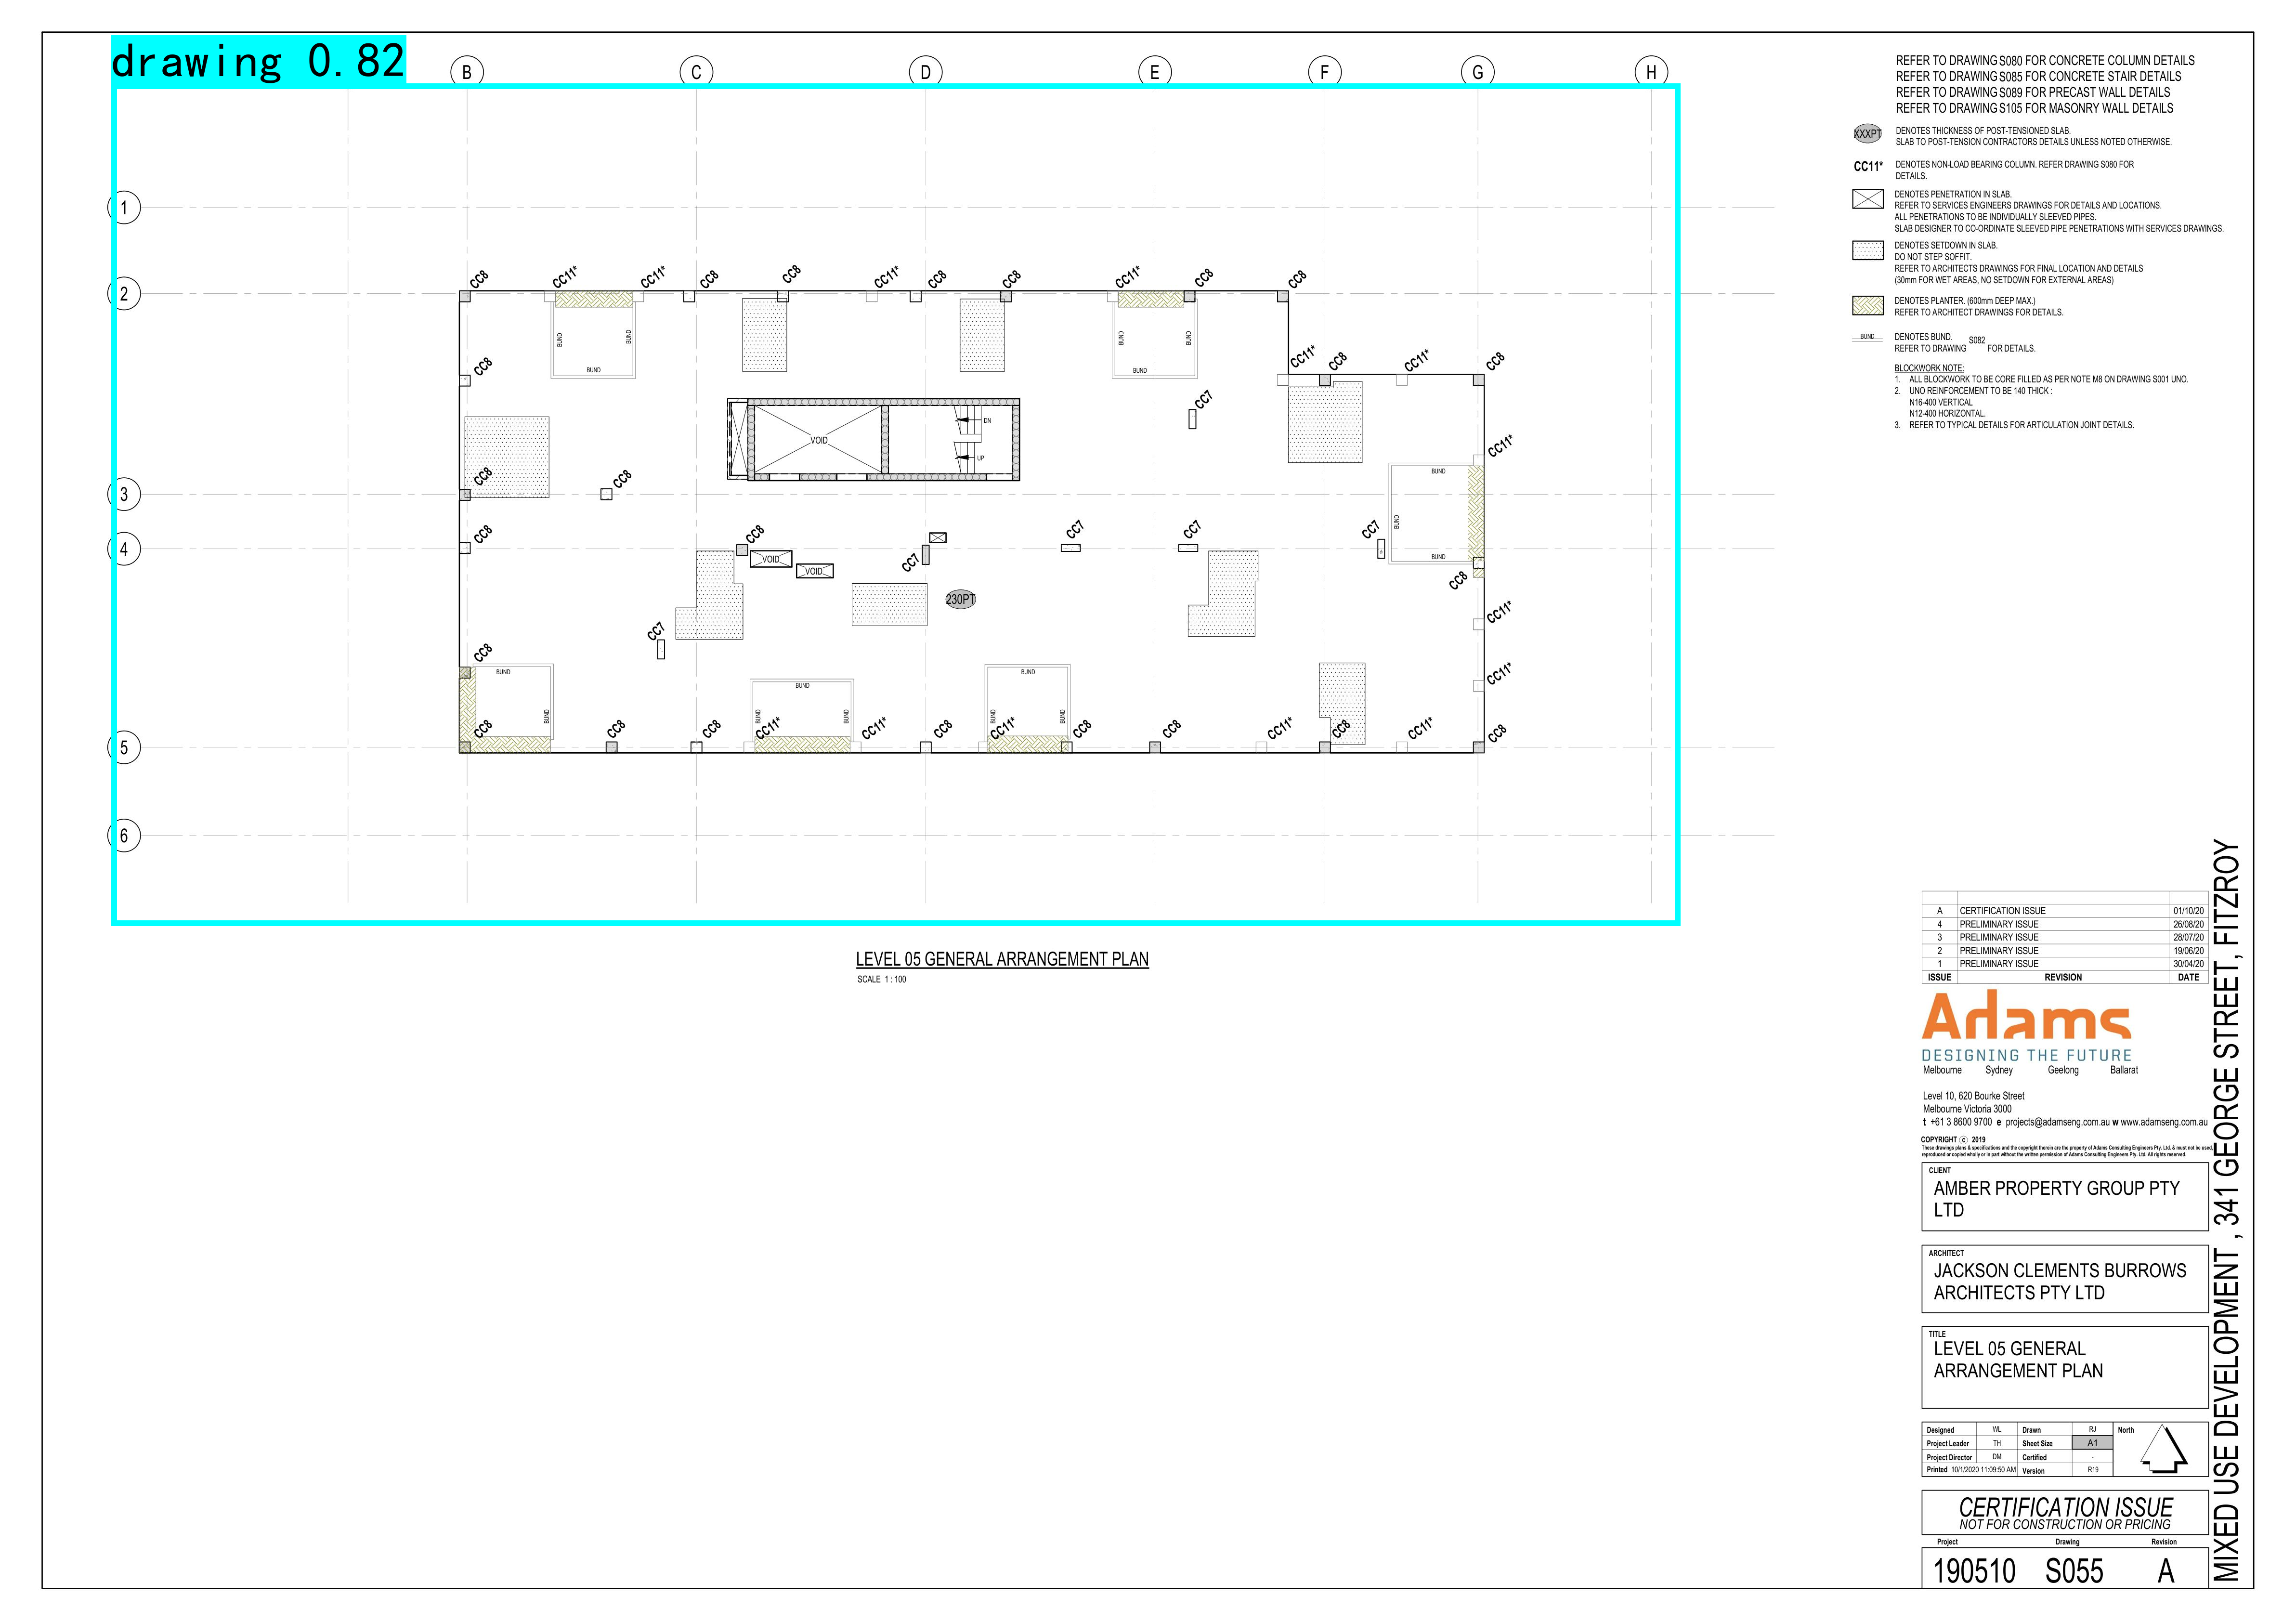 drawing 0.82
B C D E F G H
1
2
3
4
5
6
CC8 CC11* CC11* CC8 CC8 CC11* CC8 CC8 CC11* CC8 CC8
BUND BUND BUND BUND
BUND BUND
CC8 CC11* CC8 CC11* CC8
CC7
VOID DN
UP
CC11*
CC8 CC8
BUND
BUND
BUND
CC8 CC8 CC7 CC7 CC7
VOID
VOID
CC7
CC8
230PT
CC11*
CC7
CC8
CC11*
BUND BUND BUND
BUND BUND BUND BUND BUND
CC8 CC8 CC8 CC11* CC11* CC8 CC11* CC8 CC8 CC11* CC8 CC11* CC8
LEVEL 05 GENERAL ARRANGEMENT PLAN
SCALE 1 : 100
REFER TO DRAWING S080 FOR CONCRETE COLUMN DETAILS
REFER TO DRAWING S085 FOR CONCRETE STAIR DETAILS
REFER TO DRAWING S089 FOR PRECAST WALL DETAILS
REFER TO DRAWING S105 FOR MASONRY WALL DETAILS
XXXPT DENOTES THICKNESS OF POST-TENSIONED SLAB.
SLAB TO POST-TENSION CONTRACTORS DETAILS UNLESS NOTED OTHERWISE.
CC11* DENOTES NON-LOAD BEARING COLUMN. REFER DRAWING S080 FOR
DETAILS.
DENOTES PENETRATION IN SLAB.
REFER TO SERVICES ENGINEERS DRAWINGS FOR DETAILS AND LOCATIONS.
ALL PENETRATIONS TO BE INDIVIDUALLY SLEEVED PIPES.
SLAB DESIGNER TO CO-ORDINATE SLEEVED PIPE PENETRATIONS WITH SERVICES DRAWINGS.
DENOTES SETDOWN IN SLAB.
DO NOT STEP SOFFIT.
REFER TO ARCHITECTS DRAWINGS FOR FINAL LOCATION AND DETAILS
(30mm FOR WET AREAS, NO SETDOWN FOR EXTERNAL AREAS)
DENOTES PLANTER. (600mm DEEP MAX.)
REFER TO ARCHITECT DRAWINGS FOR DETAILS.
BUND DENOTES BUND.
REFER TO DRAWING S082 FOR DETAILS.
BLOCKWORK NOTE:
1. ALL BLOCKWORK TO BE CORE FILLED AS PER NOTE M8 ON DRAWING S001 UNO.
2. UNO REINFORCEMENT TO BE 140 THICK :
N16-400 VERTICAL
N12-400 HORIZONTAL.
3. REFER TO TYPICAL DETAILS FOR ARTICULATION JOINT DETAILS.
A CERTIFICATION ISSUE 01/10/20
4 PRELIMINARY ISSUE 26/08/20
3 PRELIMINARY ISSUE 28/07/20
2 PRELIMINARY ISSUE 19/06/20
1 PRELIMINARY ISSUE 30/04/20
ISSUE REVISION DATE
Adams
DESIGNING THE FUTURE
Melbourne Sydney Geelong Ballarat
Level 10, 620 Bourke Street
Melbourne Victoria 3000
t +61 3 8600 9700 e projects@adamseng.com.au w www.adamseng.com.au
COPYRIGHT c 2019
These drawings plans & specifications and the copyright therein are the property of Adams Consulting Engineers Pty. Ltd. & must not be used,
reproduced or copied wholly or in part without the written permission of Adams Consulting Engineers Pty. Ltd. All rights reserved.
CLIENT
AMBER PROPERTY GROUP PTY
LTD
ARCHITECT
JACKSON CLEMENTS BURROWS
ARCHITECTS PTY LTD
TITLE
LEVEL 05 GENERAL
ARRANGEMENT PLAN
Designed WL Drawn RJ North
Project Leader TH Sheet Size A1
Project Director DM Certified -
Printed 10/1/2020 11:09:50 AM Version R19
CERTIFICATION ISSUE
NOT FOR CONSTRUCTION OR PRICING
Project Drawing Revision
190510 S055 A
MIXED USE DEVELOPMENT , 341 GEORGE STREET, FITZROY